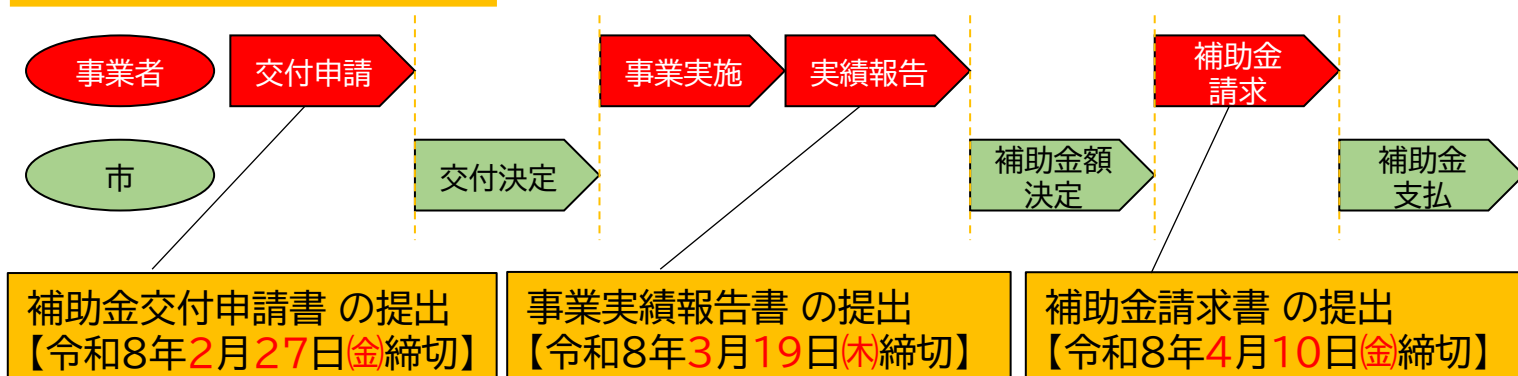 事業者
交付申請
事業実施
実績報告
補助金
請求
市
交付決定
補助金額
決定
補助金
支払
補助金交付申請書 の提出
【令和8年2月27日㈮締切】
事業実績報告書 の提出
【令和8年3月19日㈭締切】
補助金請求書 の提出
【令和8年4月10日㈮締切】